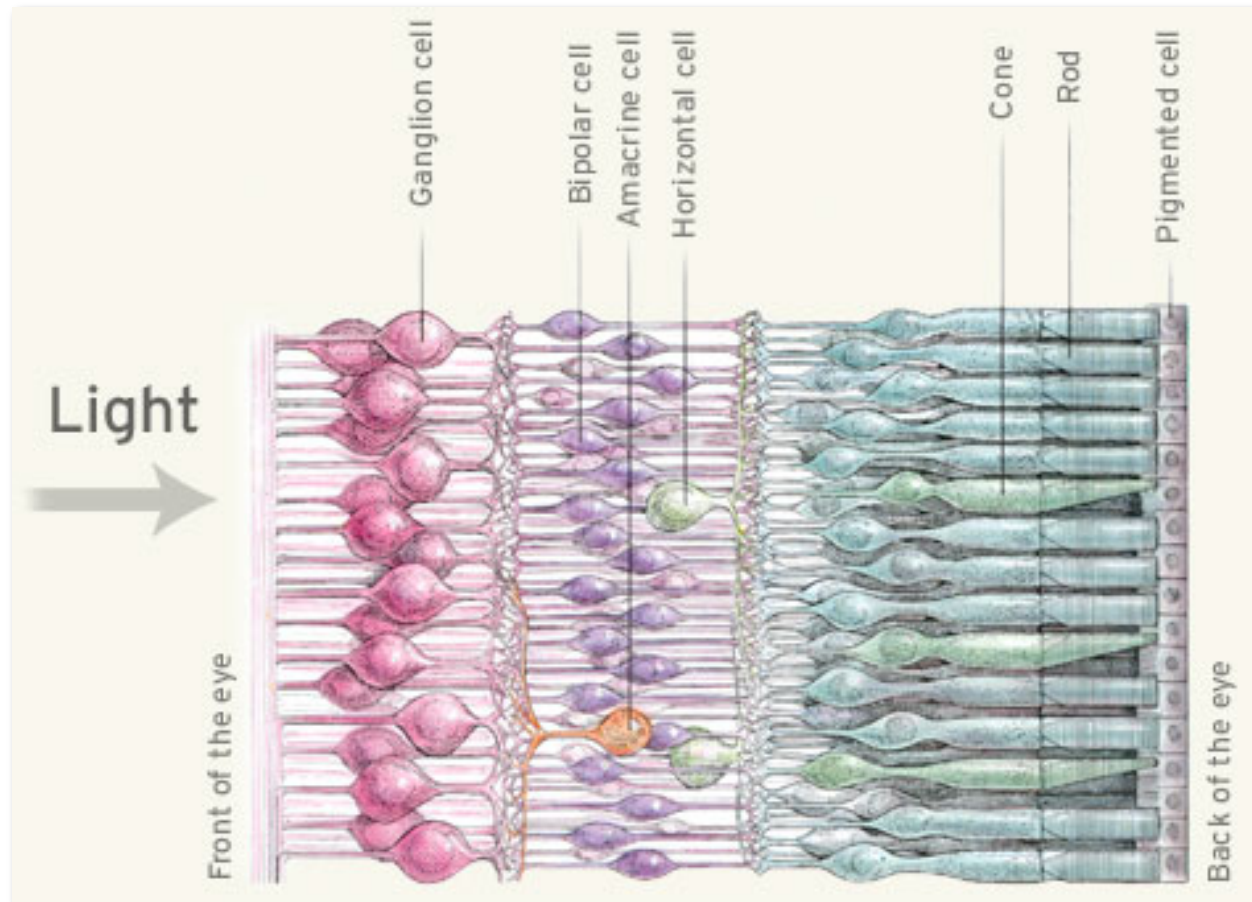 Ganglion cell
Bipolar cell
Amacrine cell
Horizontal cell
Cone
Rod
Pigmented cell
Light
Front of the eye
Back of the eye